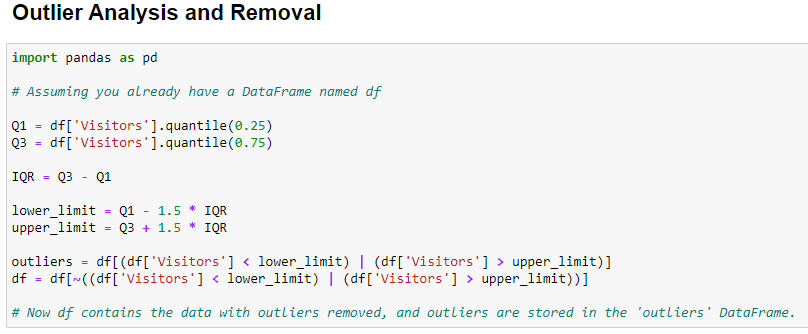 Outlier Analysis and Removal
import pandas as pd
# Assuming you already have a DataFrame named df
Q1 = df['Visitors'].quantile(0.25)
Q3 = df['Visitors'].quantile(0.75)
IQR = Q3 - Q1
lower_limit = Q1 - 1.5 * IQR
upper_limit = Q3 + 1.5 * IQR
outliers = df[(df['Visitors'] < lower_limit) | (df['Visitors'] > upper_limit)]
df = df[~((df['Visitors'] < lower_limit) | (df['Visitors'] > upper_limit))]
# Now df contains the data with outliers removed, and outliers are stored in the 'outliers' DataFrame.